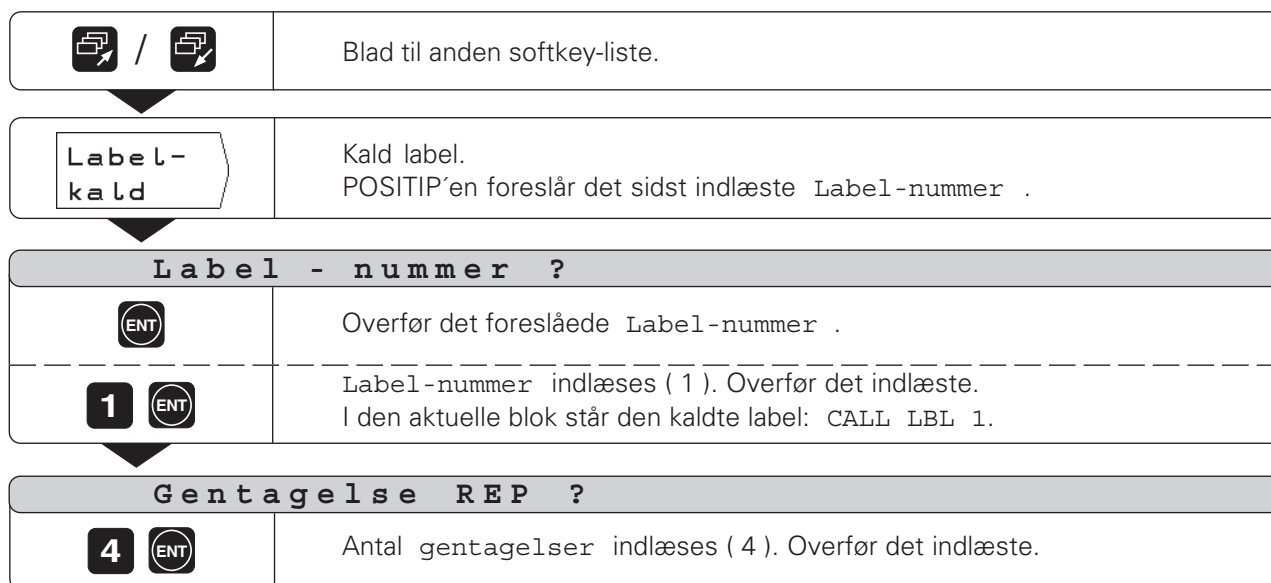 /
Blad til anden softkey-liste.
Label-
kald
Kald label.
POSITIP´en foreslår det sidst indlæste Label-nummer .
Label - nummer ?
ENT
Overfør det foreslåede Label-nummer .
1 ENT
Label-nummer indlæses ( 1 ). Overfør det indlæste.
I den aktuelle blok står den kaldte label: CALL LBL 1.
Gentagelse REP ?
4 ENT
Antal gentagelser indlæses ( 4 ). Overfør det indlæste.